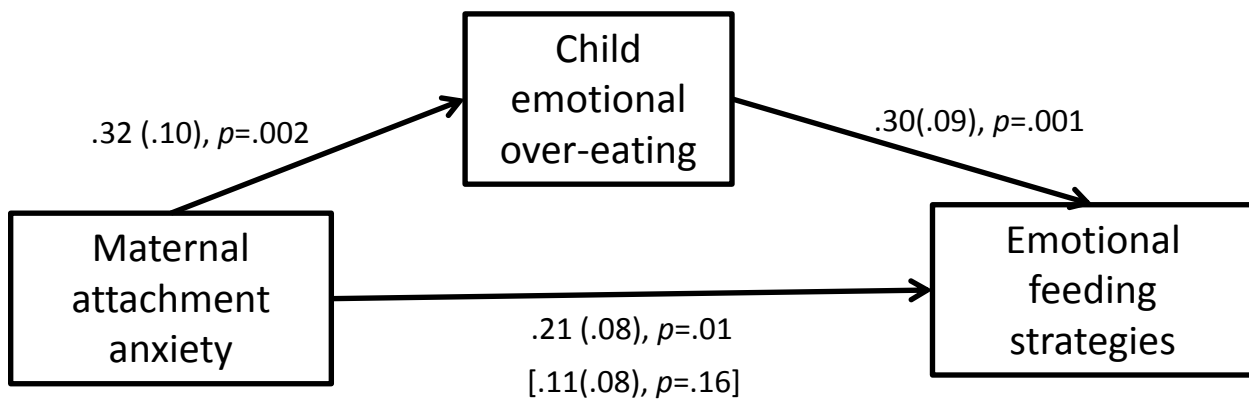 Child
emotional
over-eating
.32 (.10), p=.002
.30(.09), p=.001
Maternal
attachment
anxiety
Emotional
feeding
strategies
.21 (.08), p=.01
[.11(.08), p=.16]